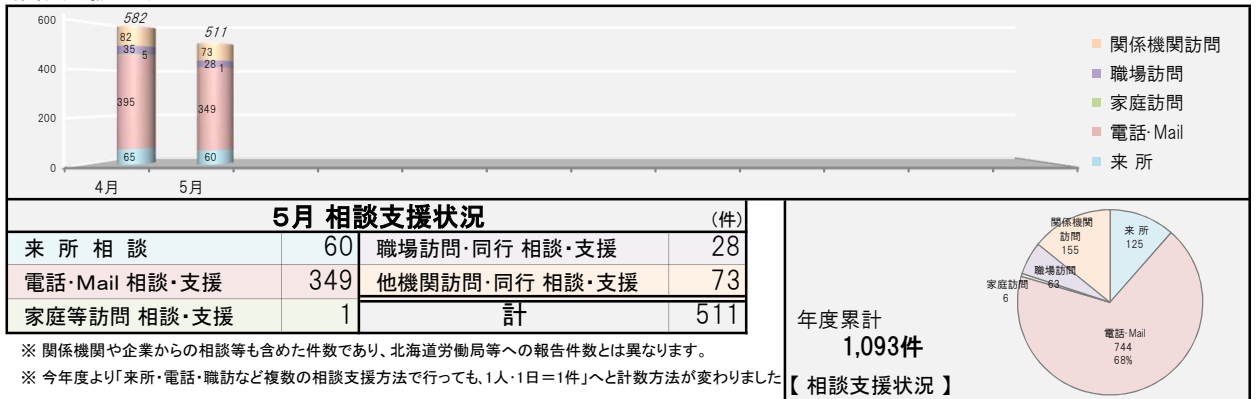 600
400
200
0
582
82
35
5
395
65
511
73
28
1
349
60
4月
5月
関係機関訪問
職場訪問
家庭訪問
電話・Mail
来 所
5月 相談支援状況 (件)
来 所 相 談 60 職場訪問・同行 相談・支援 28
電話・Mail 相談・支援 349 他機関訪問・同行 相談・支援 73
家庭等訪問 相談・支援 1 計 511
※ 関係機関や企業からの相談等も含めた件数であり、北海道労働局等への報告件数とは異なります。
※ 今年度より「来所・電話・職訪など複数の相談支援方法で行っても、1人・1日=1件」へと計数方法が変わりました
年度累計
1,093件
【 相談支援状況 】
関係機関
訪問
155
来 所
125
職場訪問
63
家庭訪問
6
電話・Mail
744
68%